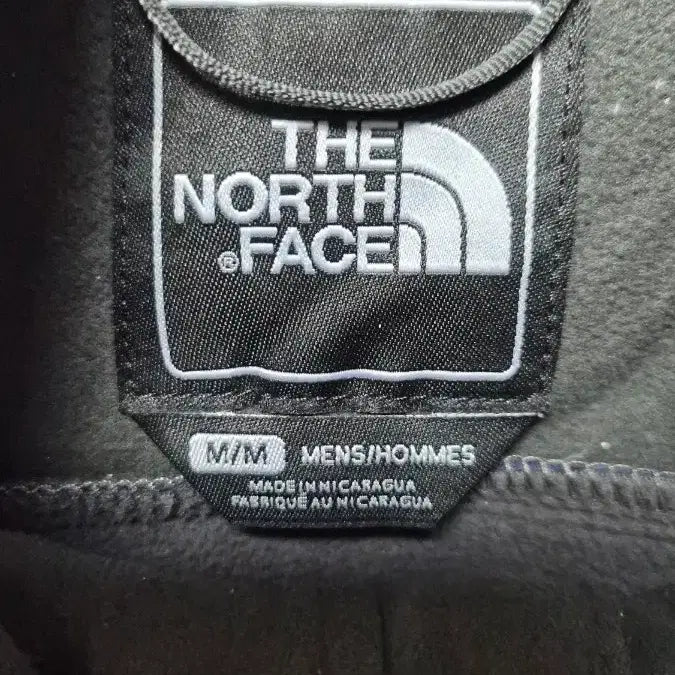 THE
NORTH
®FACE
M/M MENS/HOMMES
MADE IN NICARAGUA
FABRIQUÉ AU NICARAGUA